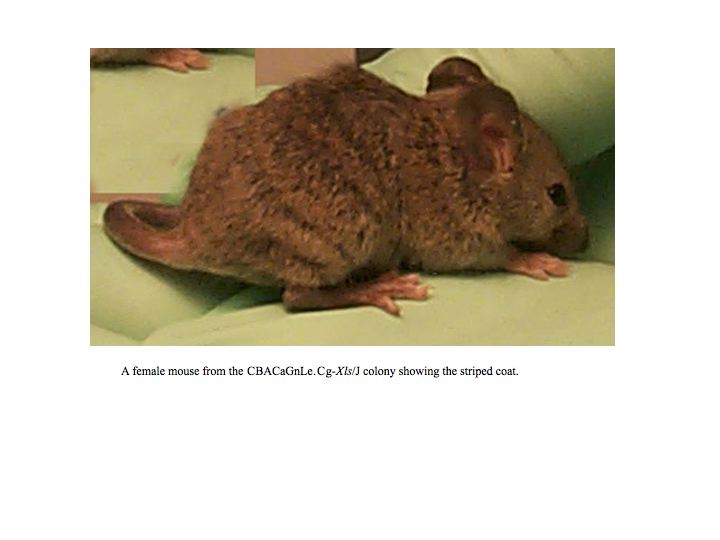 A female mouse from the CBACaGnLe.Cg-Xls/J colony showing the striped coat.